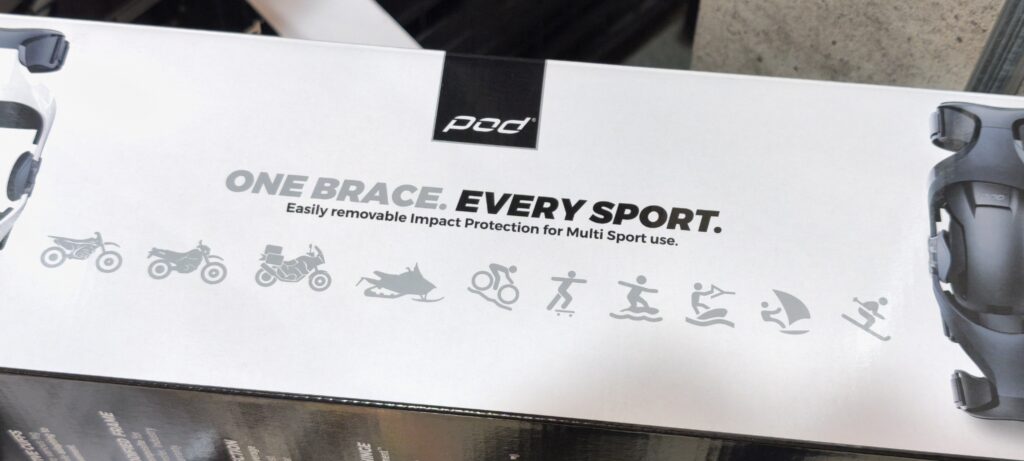 pod
ONE BRACE. EVERY SPORT.
Easily removable Impact Protection for Multi Sport use.